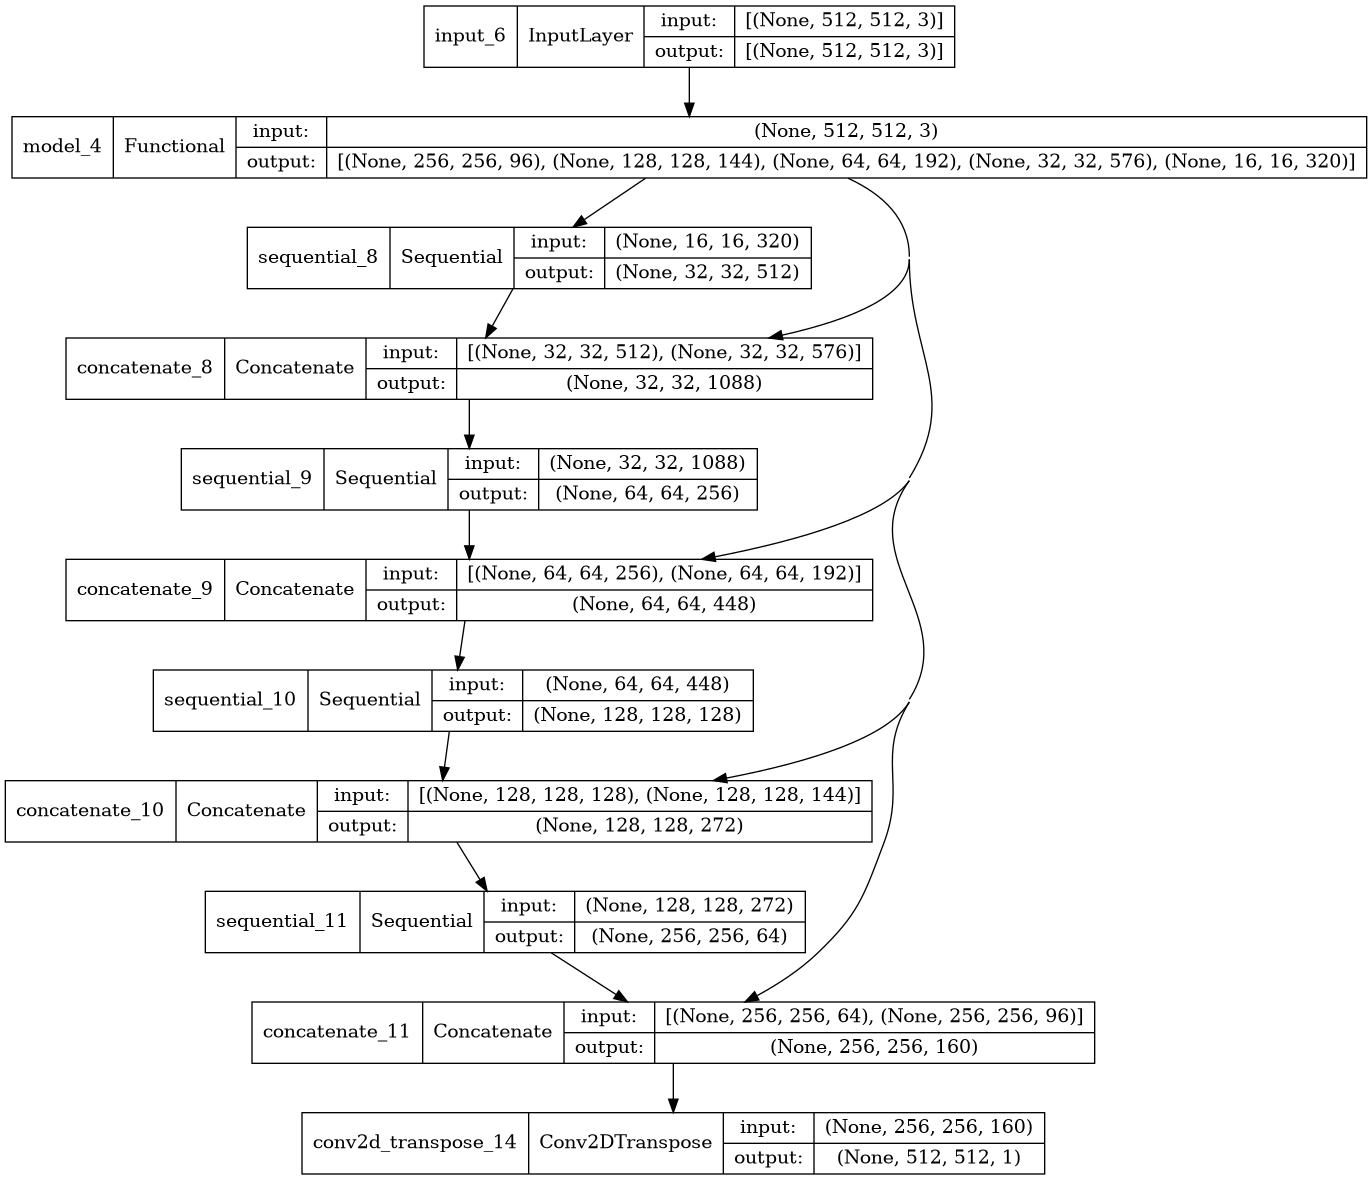 input_6 InputLayer input: [(None, 512, 512, 3)]
output: [(None, 512, 512, 3)]
model_4 Functional input: (None, 512, 512, 3)
output: [(None, 256, 256, 96), (None, 128, 128, 144), (None, 64, 64, 192), (None, 32, 32, 576), (None, 16, 16, 320)]
sequential_8 Sequential input: (None, 16, 16, 320)
output: (None, 32, 32, 512)
concatenate_8 Concatenate input: [(None, 32, 32, 512), (None, 32, 32, 576)]
output: (None, 32, 32, 1088)
sequential_9 Sequential input: (None, 32, 32, 1088)
output: (None, 64, 64, 256)
concatenate_9 Concatenate input: [(None, 64, 64, 256), (None, 64, 64, 192)]
output: (None, 64, 64, 448)
sequential_10 Sequential input: (None, 64, 64, 448)
output: (None, 128, 128, 128)
concatenate_10 Concatenate input: [(None, 128, 128, 128), (None, 128, 128, 144)]
output: (None, 128, 128, 272)
sequential_11 Sequential input: (None, 128, 128, 272)
output: (None, 256, 256, 64)
concatenate_11 Concatenate input: [(None, 256, 256, 64), (None, 256, 256, 96)]
output: (None, 256, 256, 160)
conv2d_transpose_14 Conv2DTranspose input: (None, 256, 256, 160)
output: (None, 512, 512, 1)